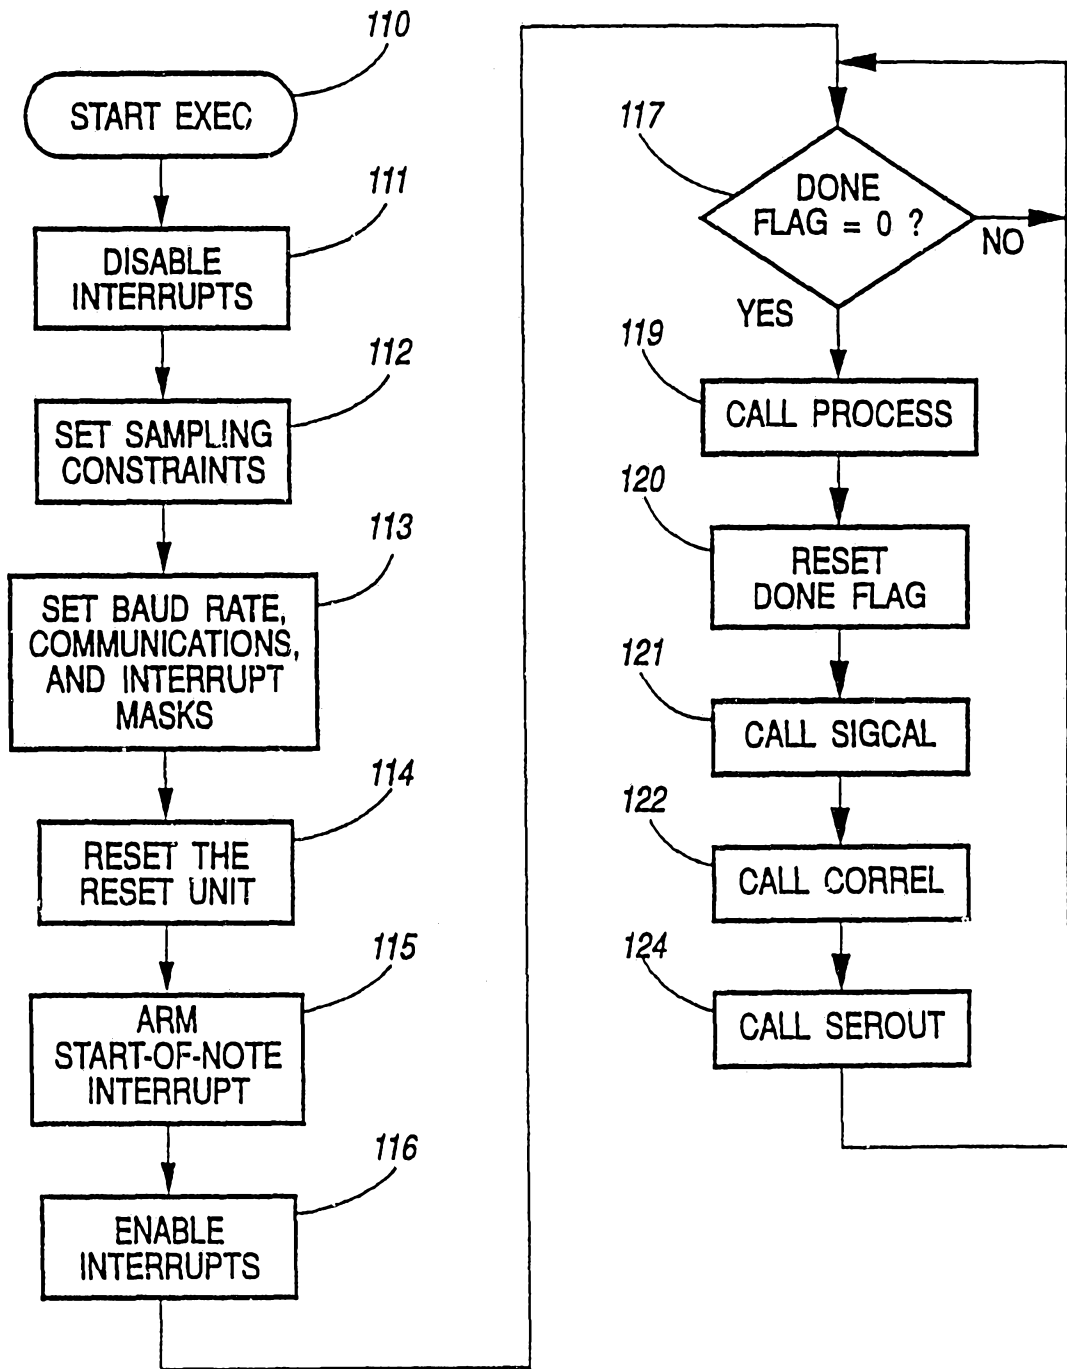 110
START EXEC
111
DISABLE
INTERRUPTS
112
SET SAMPLING
CONSTRAINTS
113
SET BAUD RATE,
COMMUNICATIONS,
AND INTERRUPT
MASKS
114
RESET THE
RESET UNIT
115
ARM
START-OF-NOTE
INTERRUPT
116
ENABLE
INTERRUPTS
117
DONE
FLAG = 0 ?
NO
YES
119
CALL PROCESS
120
RESET
DONE FLAG
121
CALL SIGCAL
122
CALL CORREL
124
CALL SEROUT